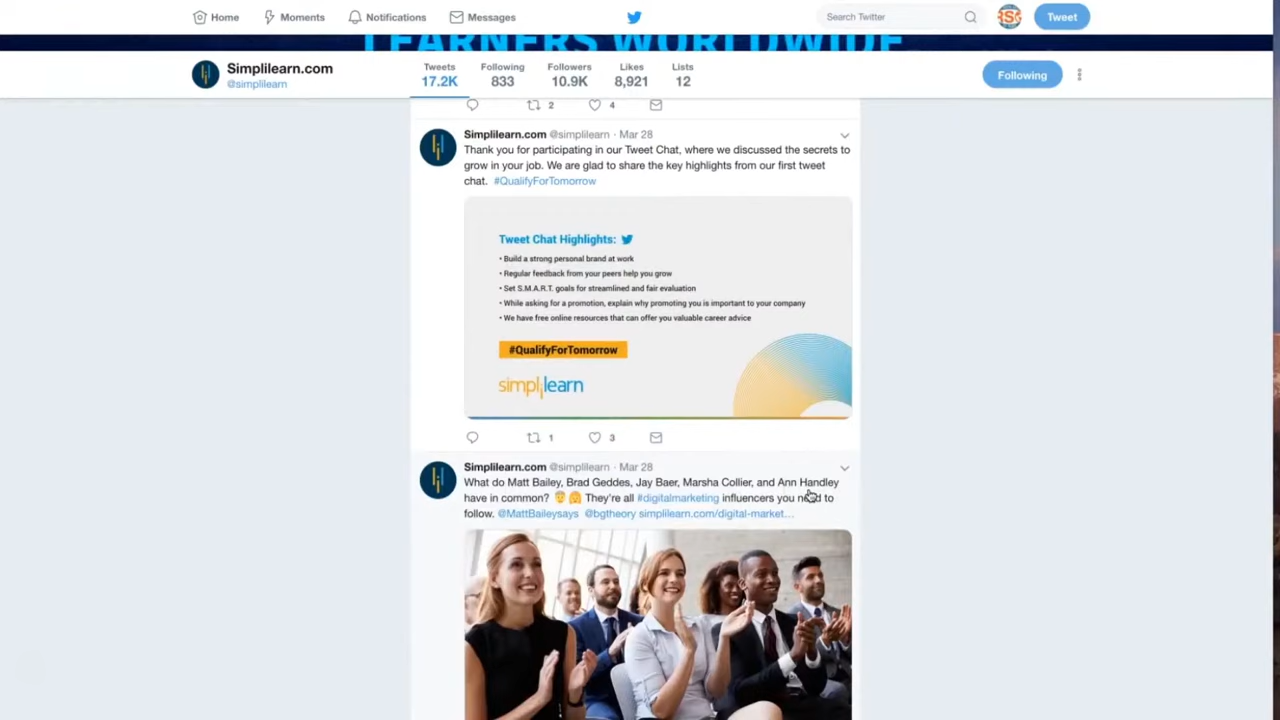 Home Moments Notifications Messages Search Twitter Tweet
LEARNERS WORLDWIDE
Simplilearn.com
@simplilearn
Tweets Following Followers Likes Lists
17.2K 833 10.9K 8,921 12
Following
2 4
Simplilearn.com @simplilearn · Mar 28
Thank you for participating in our Tweet Chat, where we discussed the secrets to
grow in your job. We are glad to share the key highlights from our first tweet
chat. #QualifyForTomorrow
Tweet Chat Highlights:
• Build a strong personal brand at work
• Regular feedback from your peers help you grow
• Set S.M.A.R.T. goals for streamlined and fair evaluation
• While asking for a promotion, explain why promoting you is important to your company
• We have free online resources that can offer you valuable career advice
#QualifyForTomorrow
simplilearn
1 3
Simplilearn.com @simplilearn · Mar 28
What do Matt Bailey, Brad Geddes, Jay Baer, Marsha Collier, and Ann Handley
have in common? They're all #digitalmarketing influencers you need to
follow. @MattBaileysays @bgtheory simplilearn.com/digital-market...